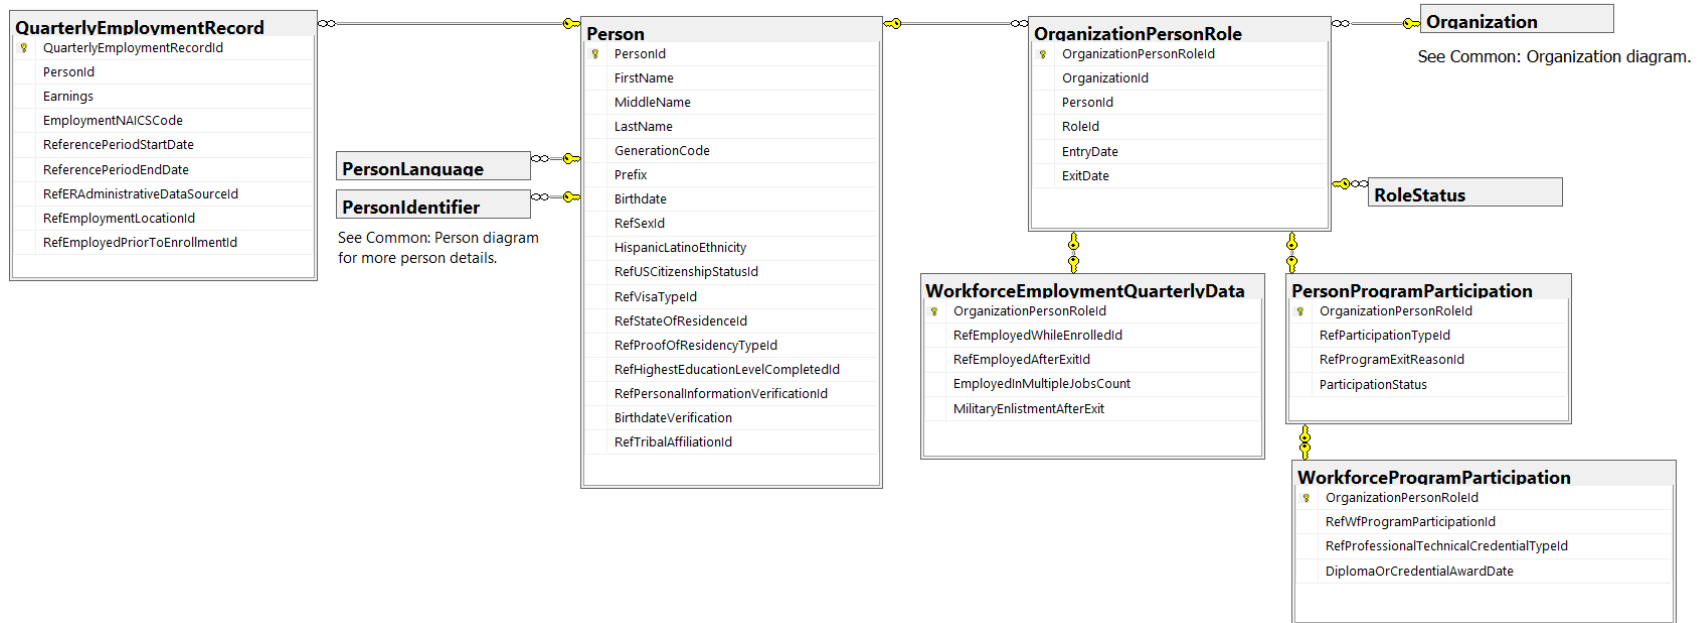 QuarterlyEmploymentRecord
QuarterlyEmploymentRecordId
PersonId
Earnings
EmploymentNAICSCode
ReferencePeriodStartDate
ReferencePeriodEndDate
RefERAdministrativeDataSourceId
RefEmploymentLocationId
RefEmployedPriorToEnrollmentId
PersonLanguage
PersonIdentifier
See Common: Person diagram
for more person details.
Person
PersonId
FirstName
MiddleName
LastName
GenerationCode
Prefix
Birthdate
RefSexId
HispanicLatinoEthnicity
RefUSCitizenshipStatusId
RefVisaTypeId
RefStateOfResidenceId
RefProofOfResidencyTypeId
RefHighestEducationLevelCompletedId
RefPersonalInformationVerificationId
BirthdateVerification
RefTribalAffiliationId
OrganizationPersonRole
OrganizationPersonRoleId
OrganizationId
PersonId
RoleId
EntryDate
ExitDate
Organization
See Common: Organization diagram.
RoleStatus
WorkforceEmploymentQuarterlyData
OrganizationPersonRoleId
RefEmployedWhileEnrolledId
RefEmployedAfterExitId
EmployedInMultipleJobsCount
MilitaryEnlistmentAfterExit
PersonProgramParticipation
OrganizationPersonRoleId
RefParticipationTypeId
RefProgramExitReasonId
ParticipationStatus
WorkforceProgramParticipation
OrganizationPersonRoleId
RefWfProgramParticipationId
RefProfessionalTechnicalCredentialTypeId
DiplomaOrCredentialAwardDate